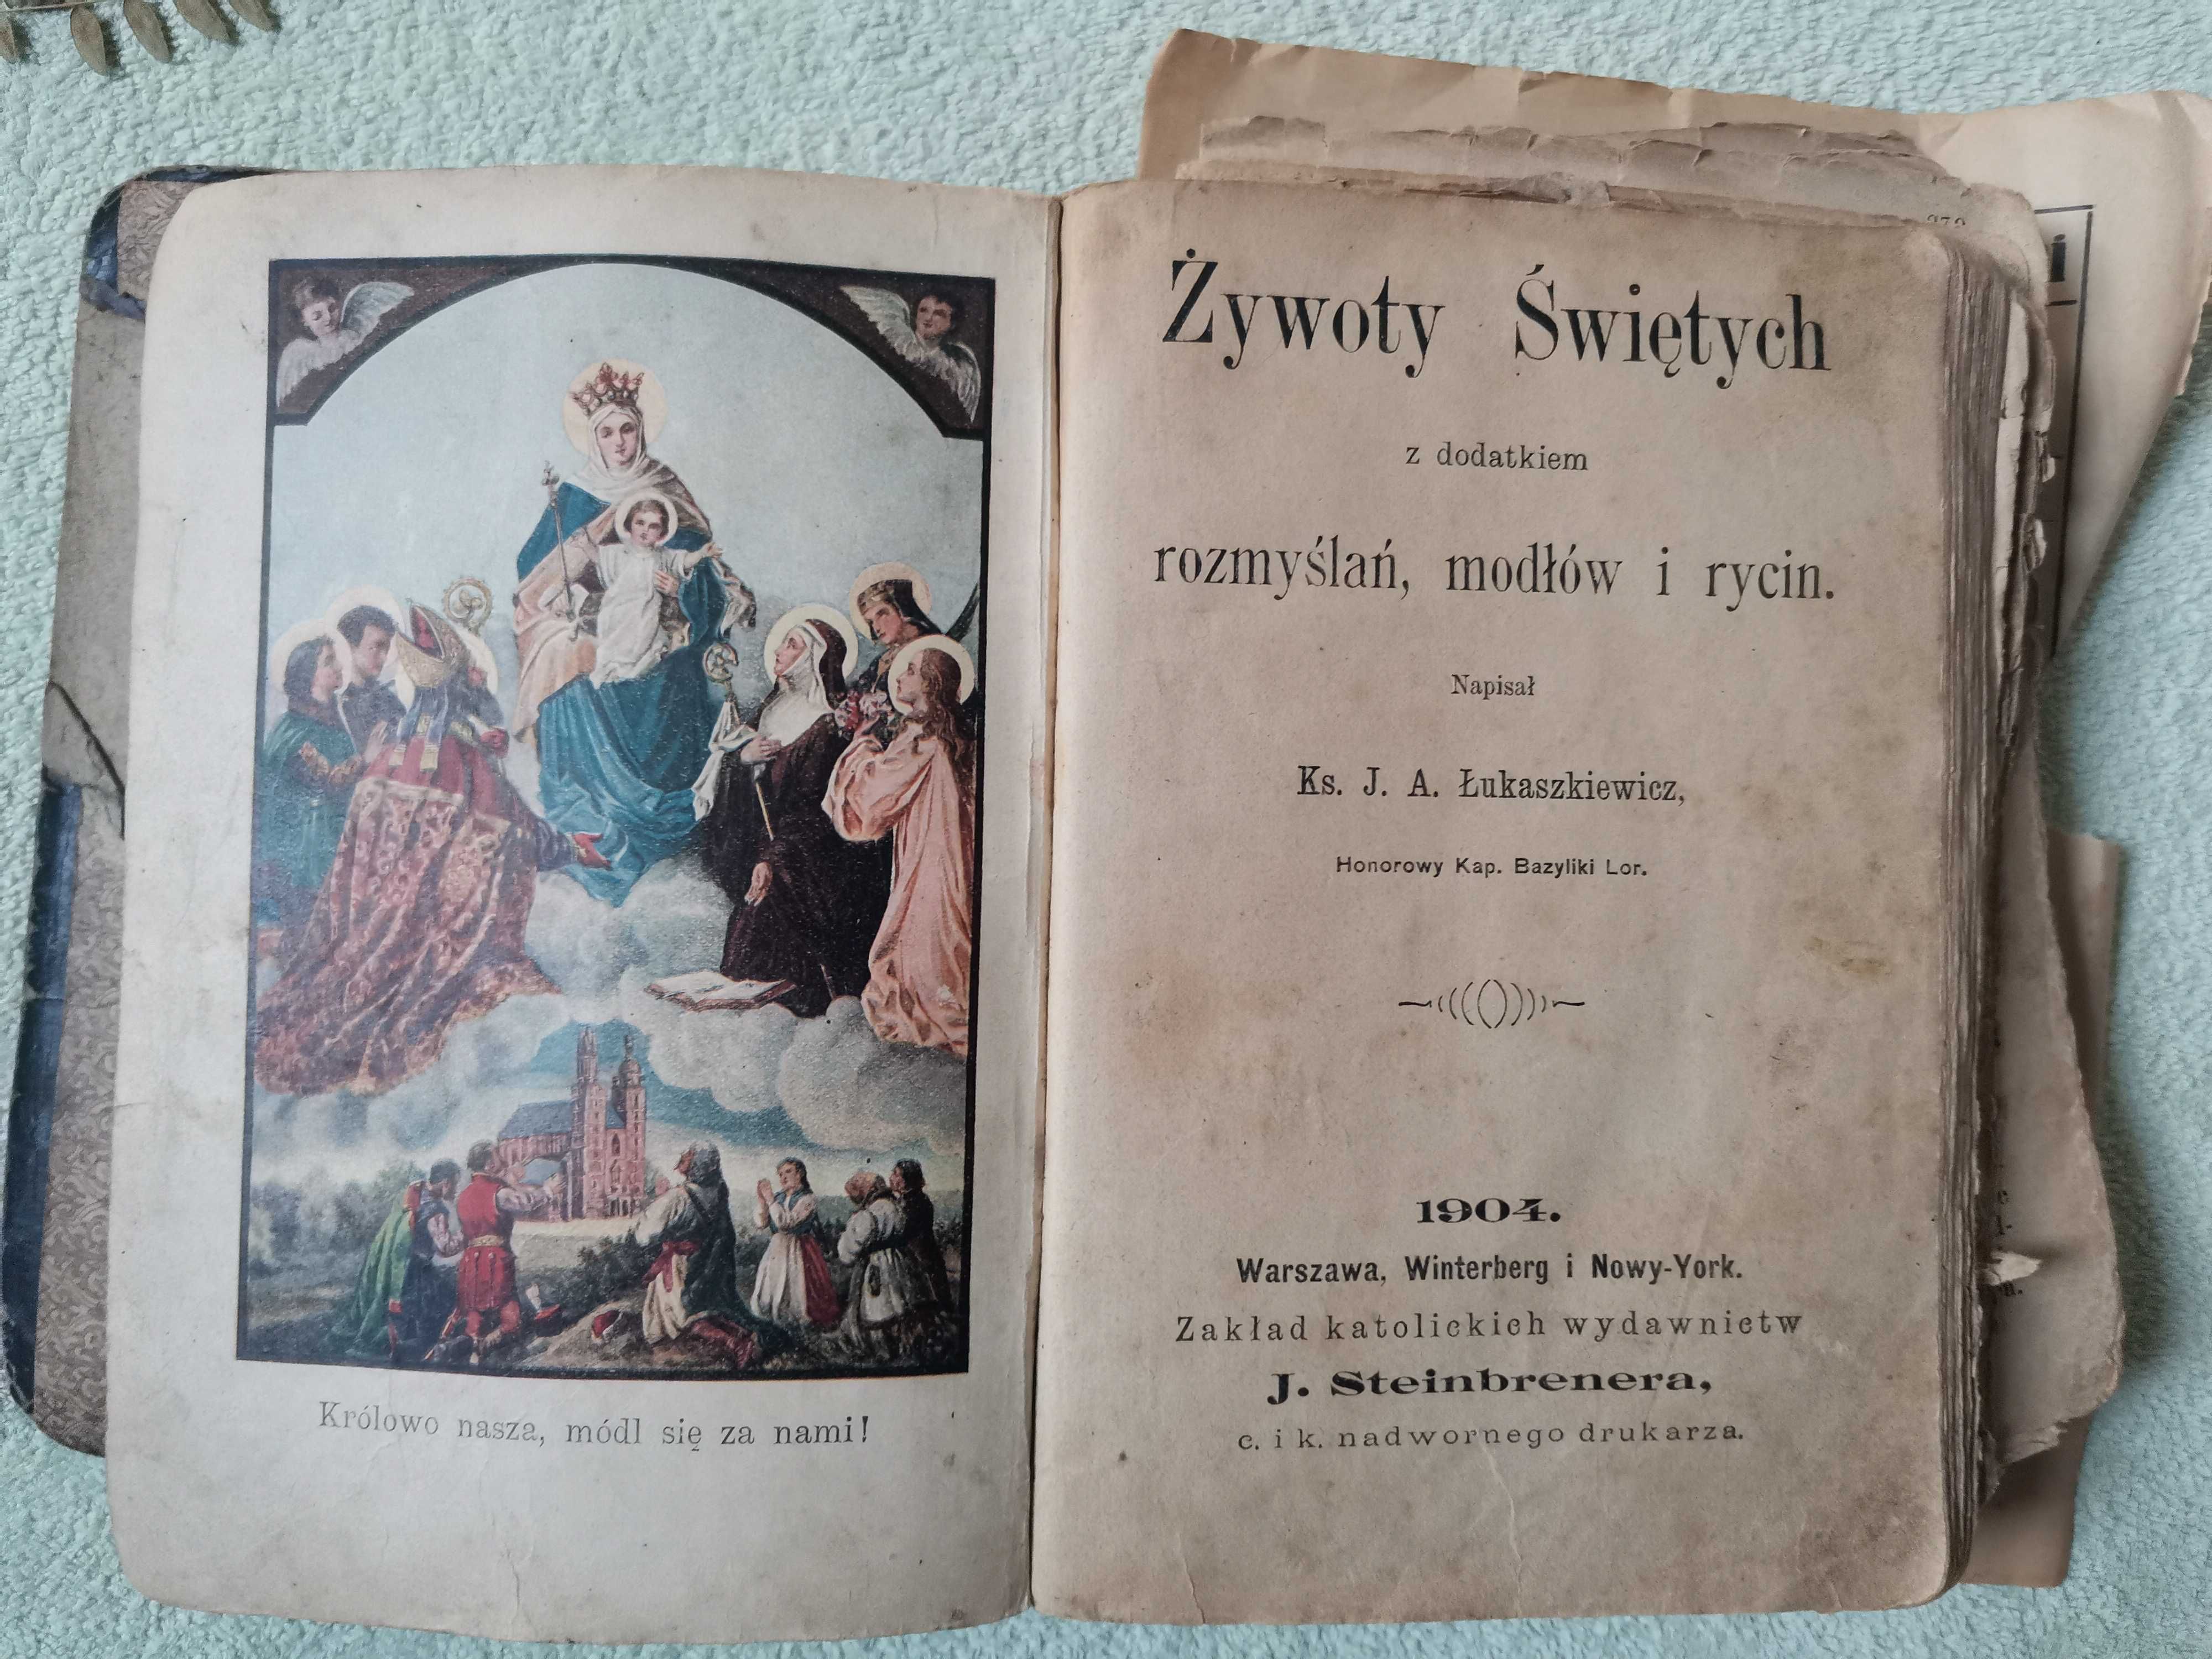 Królowo nasza, módl się za nami!
Żywoty Świętych
z dodatkiem
rozmyślań, modłów i rycin.
Napisał
Ks. J. A. Łukaszkiewicz,
Honorowy Kap. Bazyliki Lor.
1904.
Warszawa, Winterberg i Nowy-York.
Zakład katolickich wydawnictw
J. Steinbrenera,
c. i k. nadwornego drukarza.